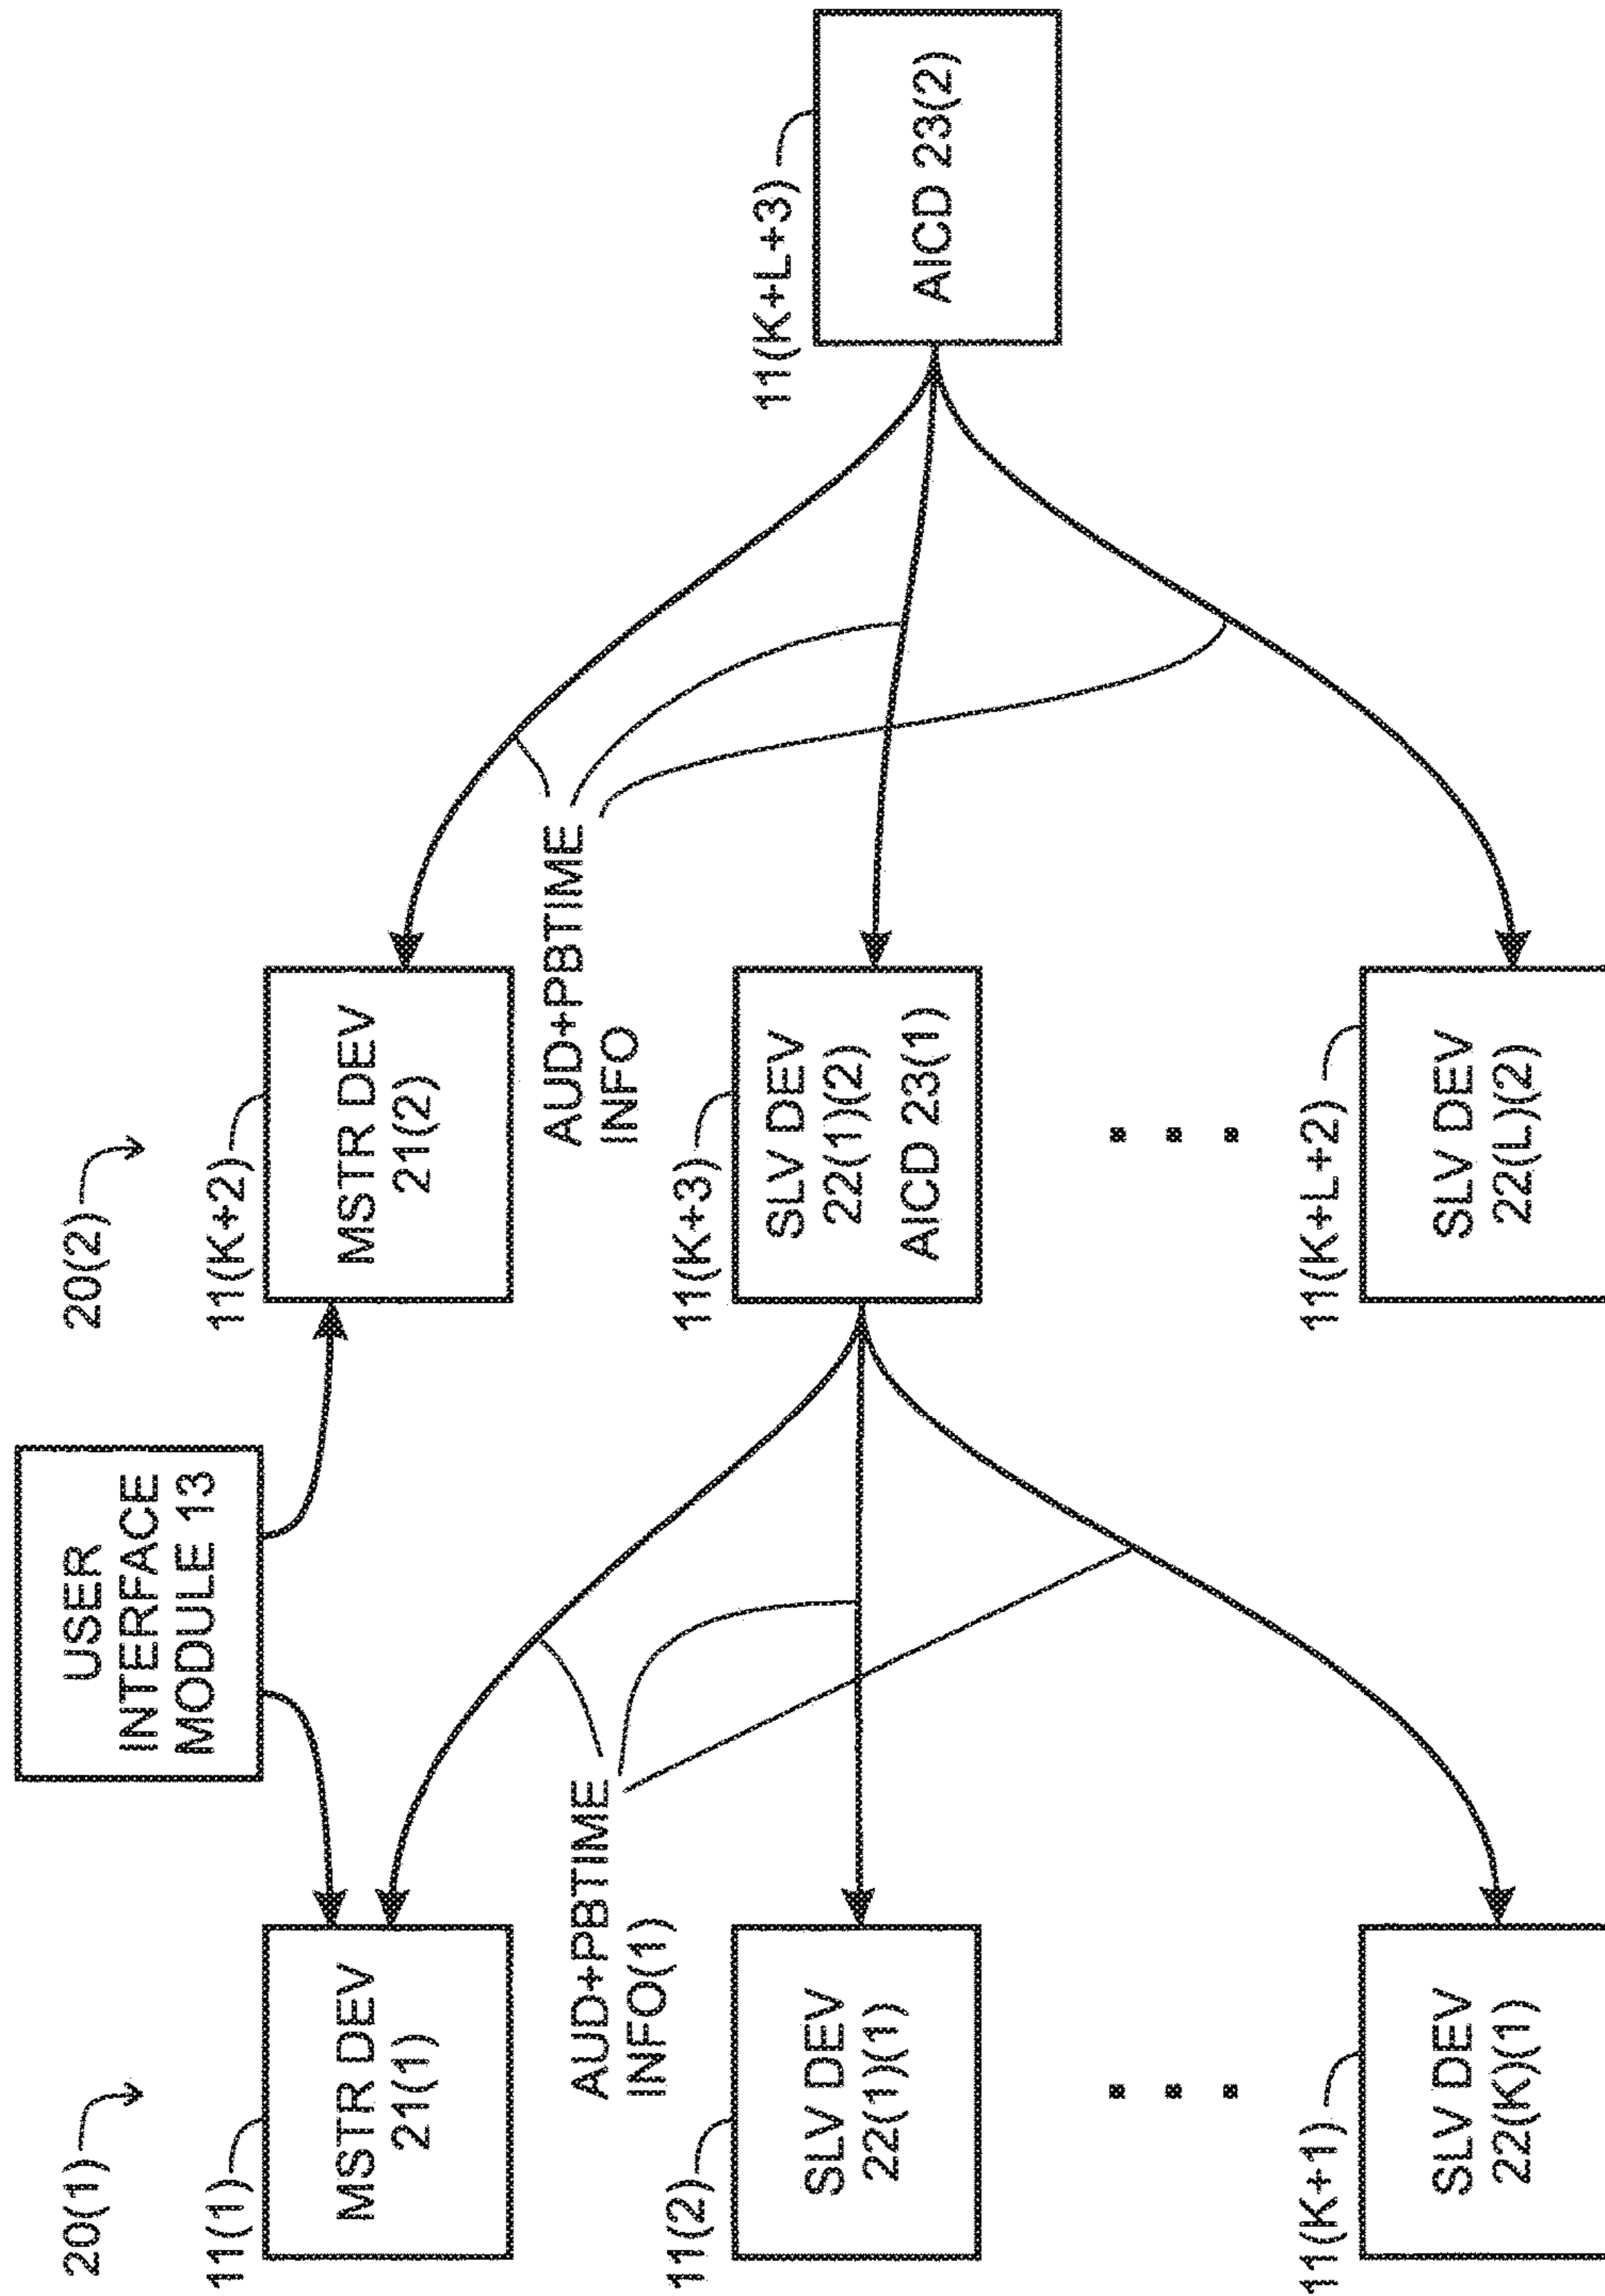 USER
INTERFACE
MODULE 13
20(1)
20(2)
11(1)
MSTR DEV
21(1)
11(K+2)
MSTR DEV
21(2)
AUD+PBTIME
INFO(1)
AUD+PBTIME
INFO
11(K+L+3)
AICD 23(2)
11(2)
SLV DEV
22(1)(1)
11(K+3)
SLV DEV
22(1)(2)
AICD 23(1)
11(K+1)
SLV DEV
22(K)(1)
11(K+L+2)
SLV DEV
22(L)(2)